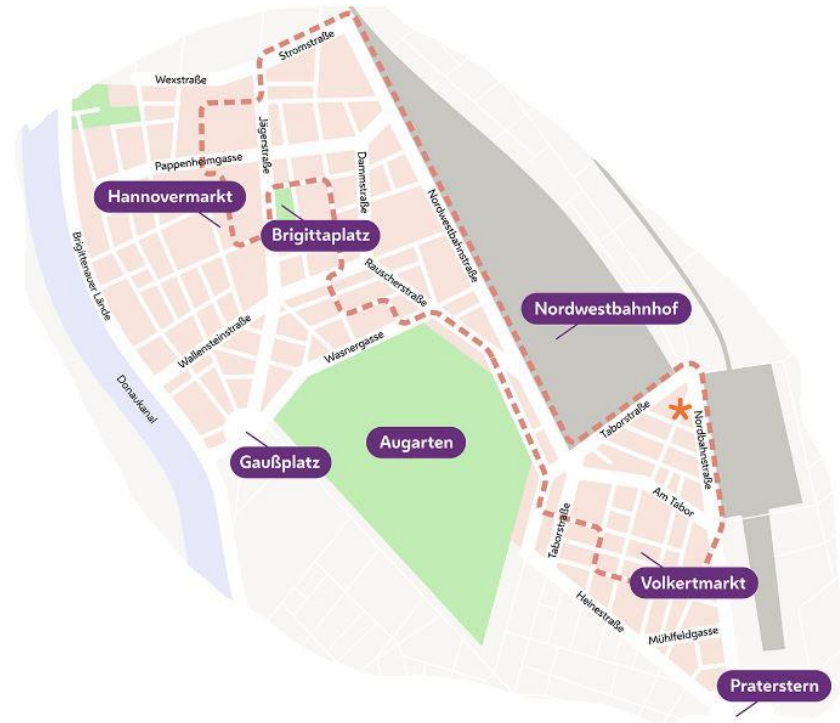 Stromstraße
Wexstraße
Jägerstraße
Pappenheimgasse
Dammstraße
Hannovermarkt
Brigittaplatz
Nordwestbahnstraße
Brigittenauer Lände
Rauscherstraße
Nordwestbahnhof
Wallensteinstraße
Wasnergasse
Donaukanal
Taborstraße
Nordbahnstraße
Augarten
Gaußplatz
Am Tabor
Taborstraße
Volkertmarkt
Heinestraße
Mühlfeldgasse
Praterstern